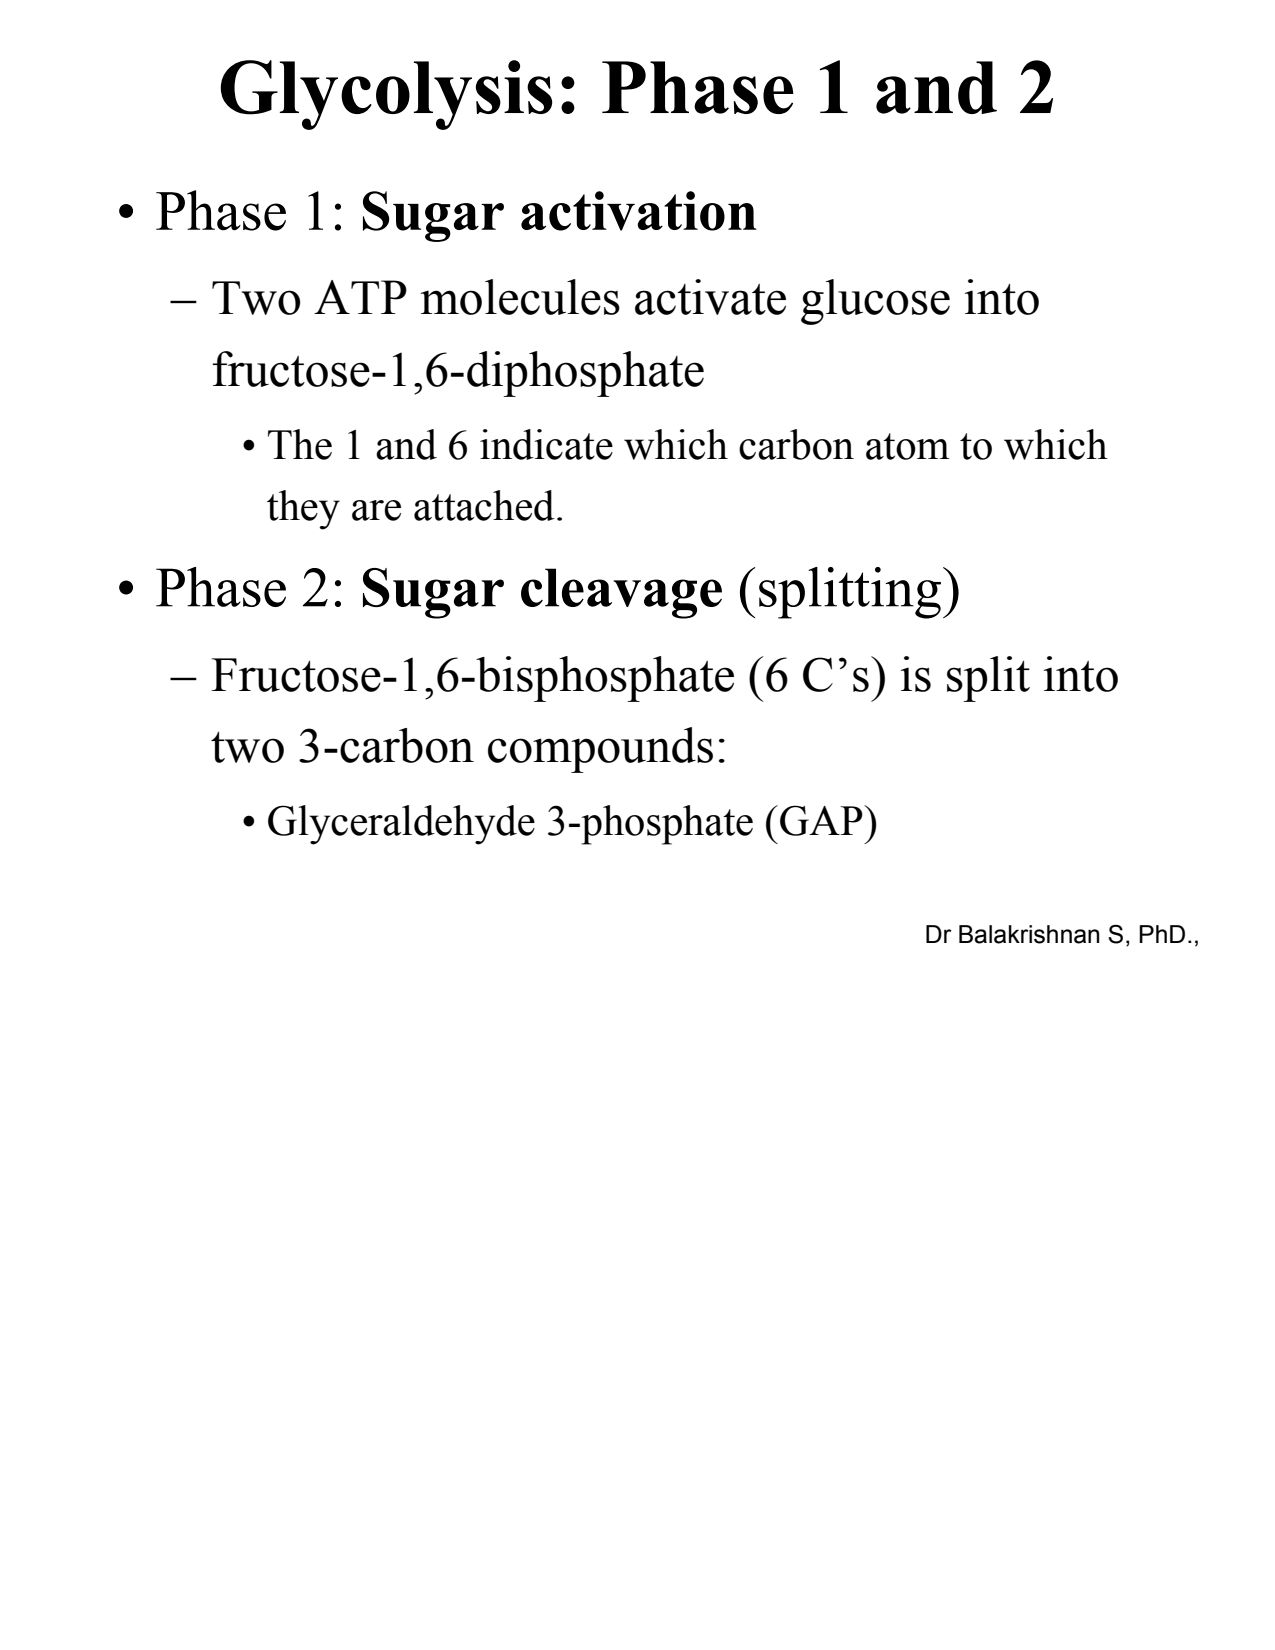 Glycolysis: Phase 1 and 2
• Phase 1: Sugar activation
– Two ATP molecules activate glucose into
fructose-1,6-diphosphate
• The 1 and 6 indicate which carbon atom to which
they are attached.
• Phase 2: Sugar cleavage (splitting)
– Fructose-1,6-bisphosphate (6 C’s) is split into
two 3-carbon compounds:
• Glyceraldehyde 3-phosphate (GAP)
Dr Balakrishnan S, PhD.,